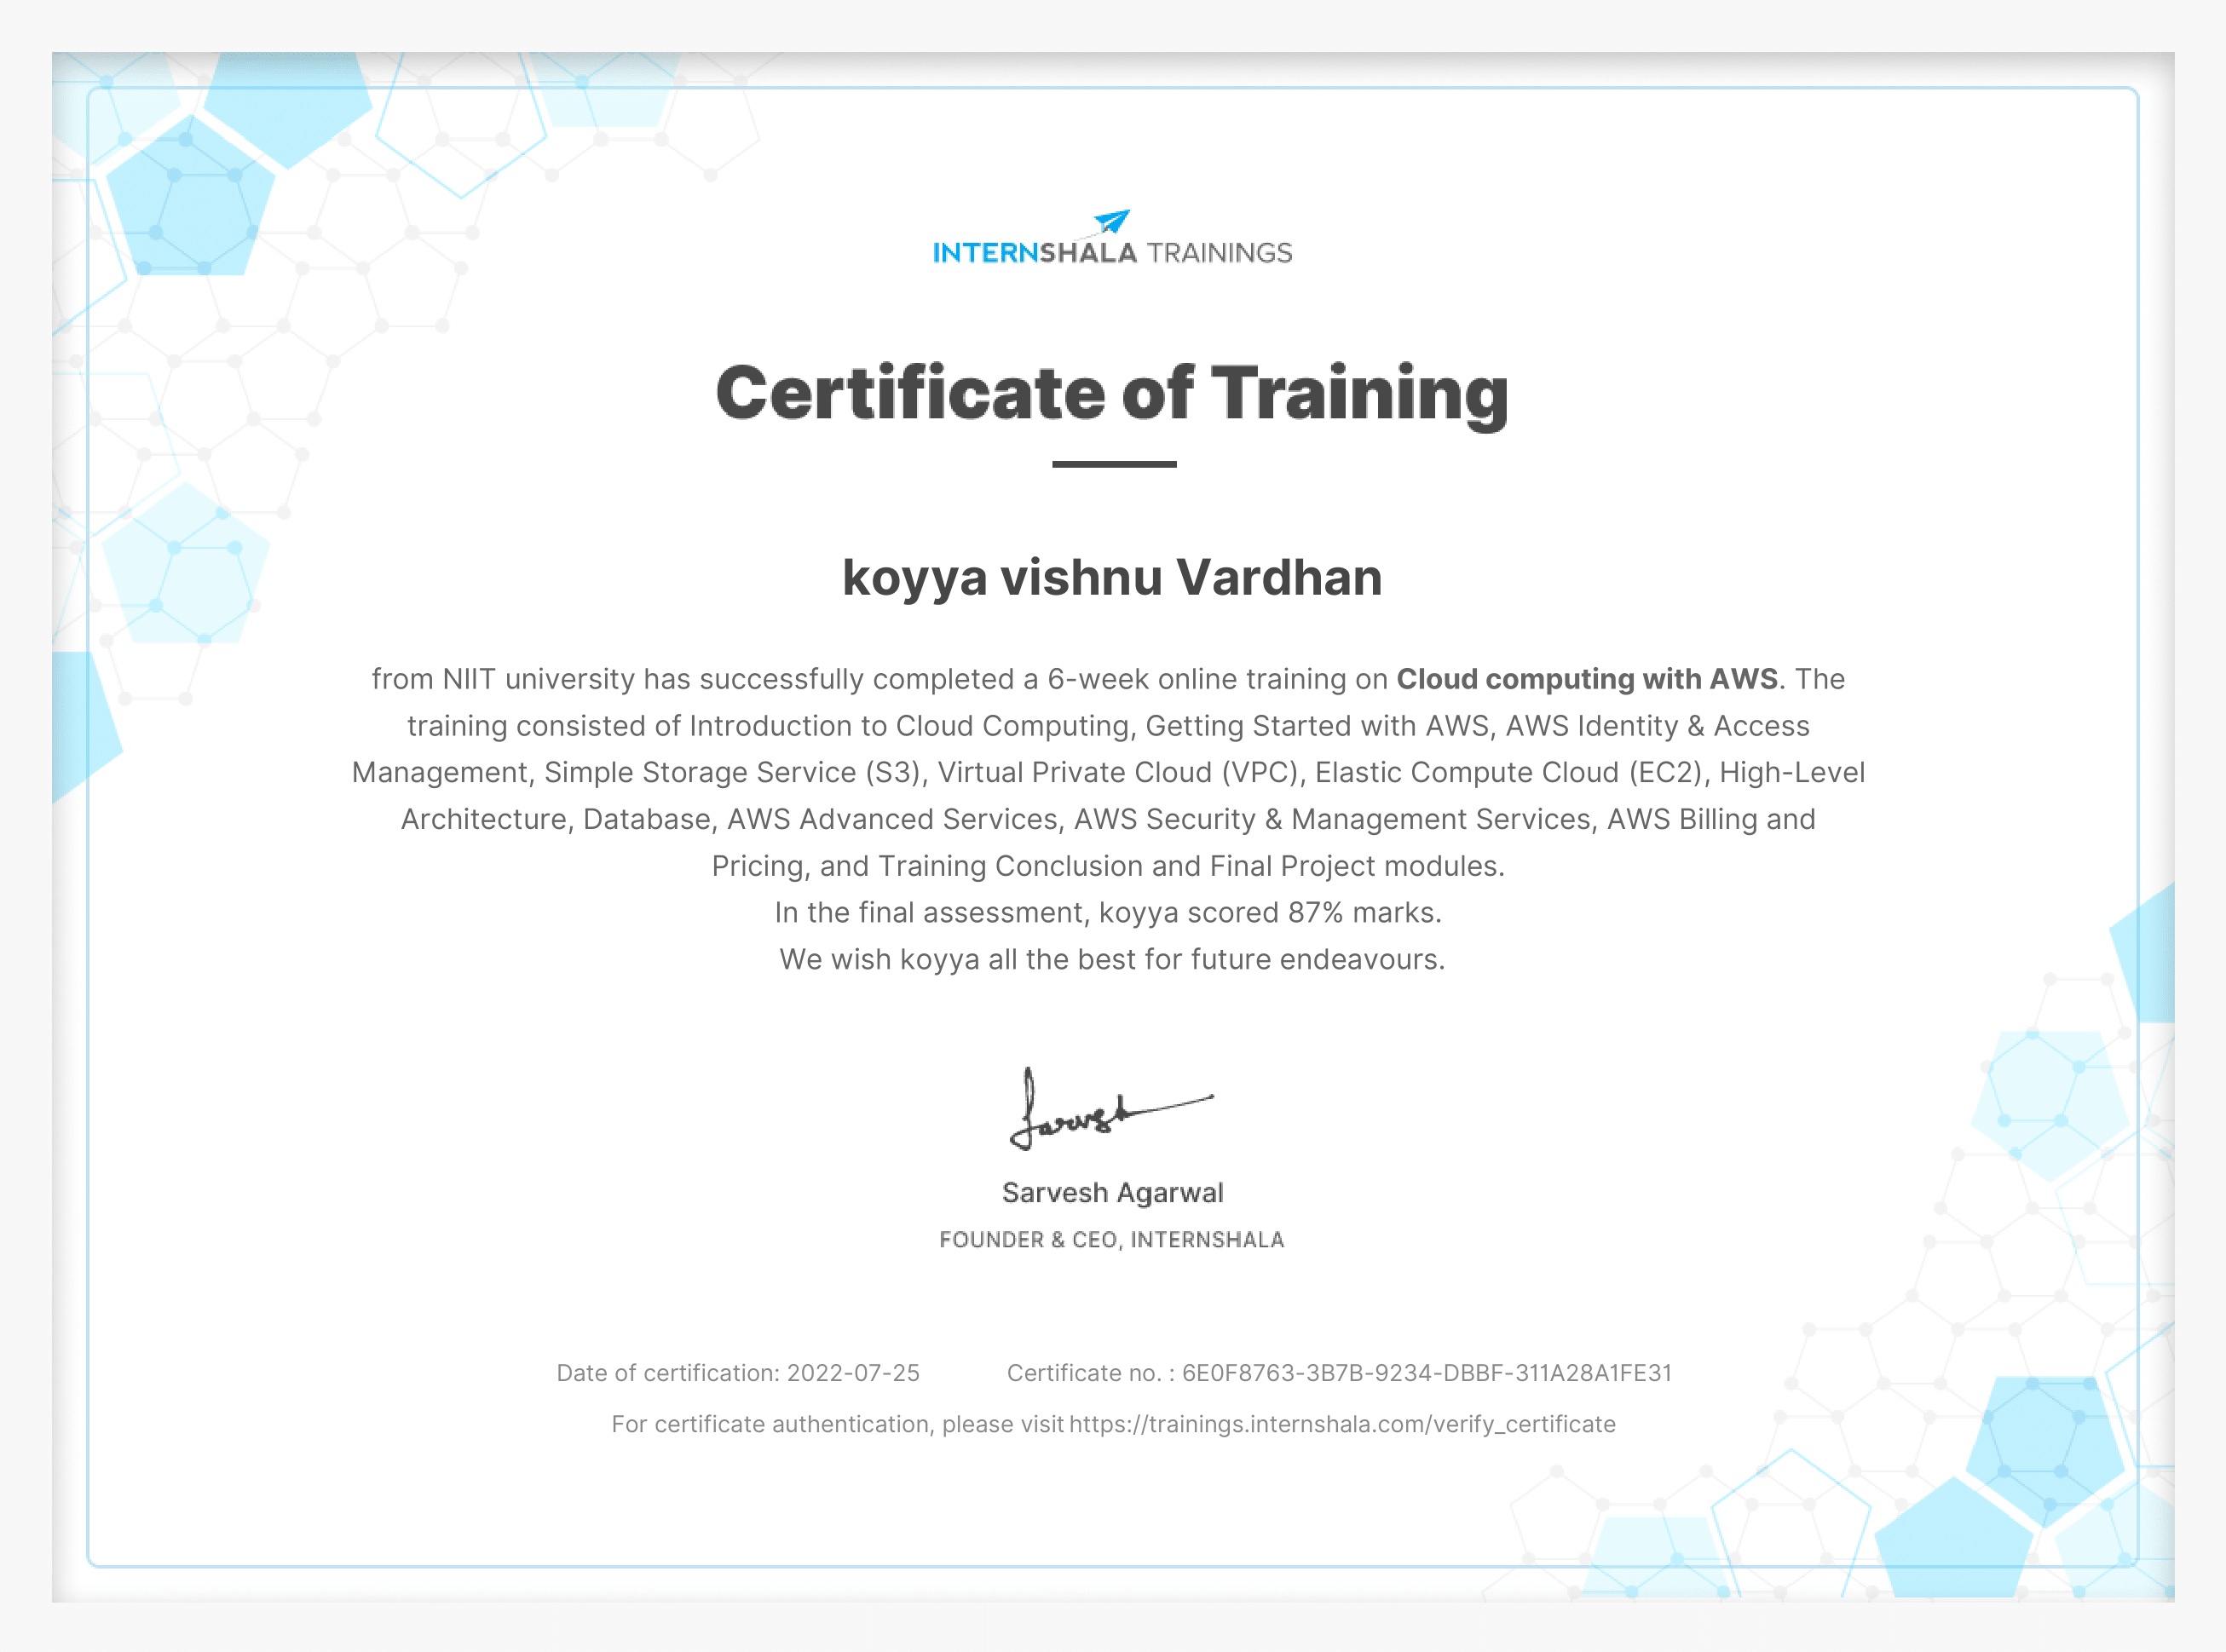 INTERNSHALA TRAININGS
Certificate of Training
koyya vishnu Vardhan
from NIIT university has successfully completed a 6-week online training on Cloud computing with AWS. The
training consisted of Introduction to Cloud Computing, Getting Started with AWS, AWS Identity & Access
Management, Simple Storage Service (S3), Virtual Private Cloud (VPC), Elastic Compute Cloud (EC2), High-Level
Architecture, Database, AWS Advanced Services, AWS Security & Management Services, AWS Billing and
Pricing, and Training Conclusion and Final Project modules.
In the final assessment, koyya scored 87% marks.
We wish koyya all the best for future endeavours.
Sarvesh
Sarvesh Agarwal
FOUNDER & CEO, INTERNSHALA
Date of certification: 2022-07-25 Certificate no. : 6E0F8763-3B7B-9234-DBBF-311A28A1FE31
For certificate authentication, please visit https://trainings.internshala.com/verify_certificate